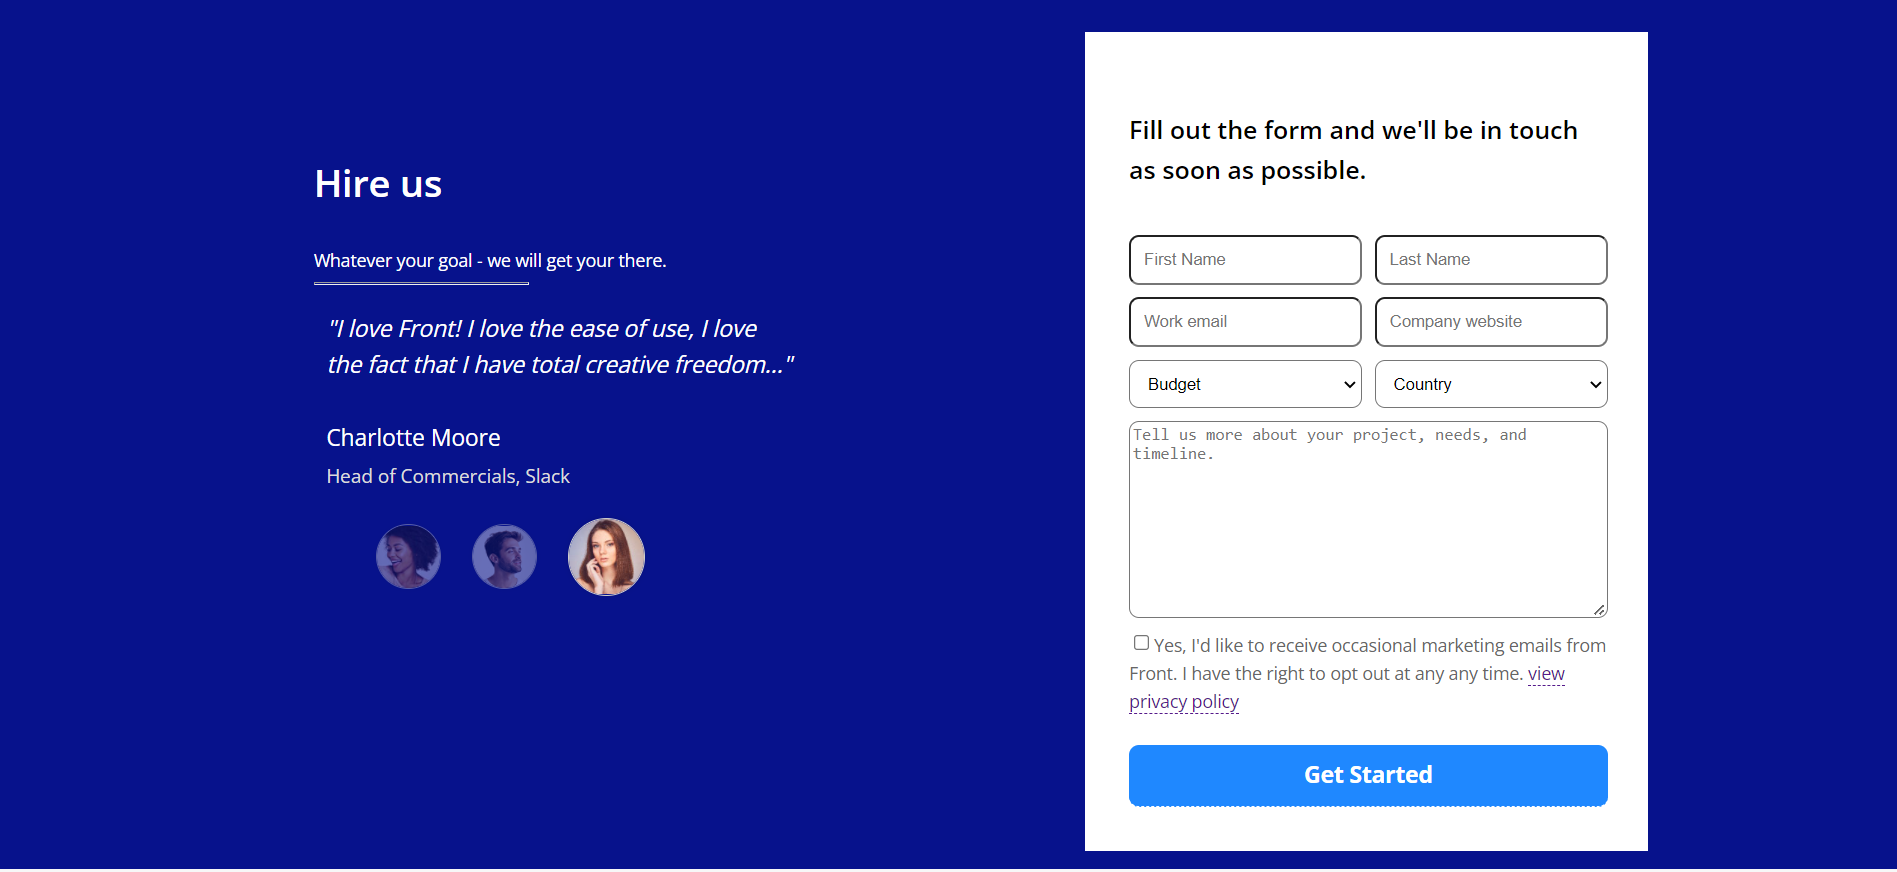 Hire us
Whatever your goal - we will get your there.
"I love Front! I love the ease of use, I love
the fact that I have total creative freedom..."
Charlotte Moore
Head of Commercials, Slack
Fill out the form and we'll be in touch
as soon as possible.
First Name
Last Name
Work email
Company website
Budget
Country
Tell us more about your project, needs, and
timeline.
Yes, I'd like to receive occasional marketing emails from
Front. I have the right to opt out at any any time. view
privacy policy
Get Started